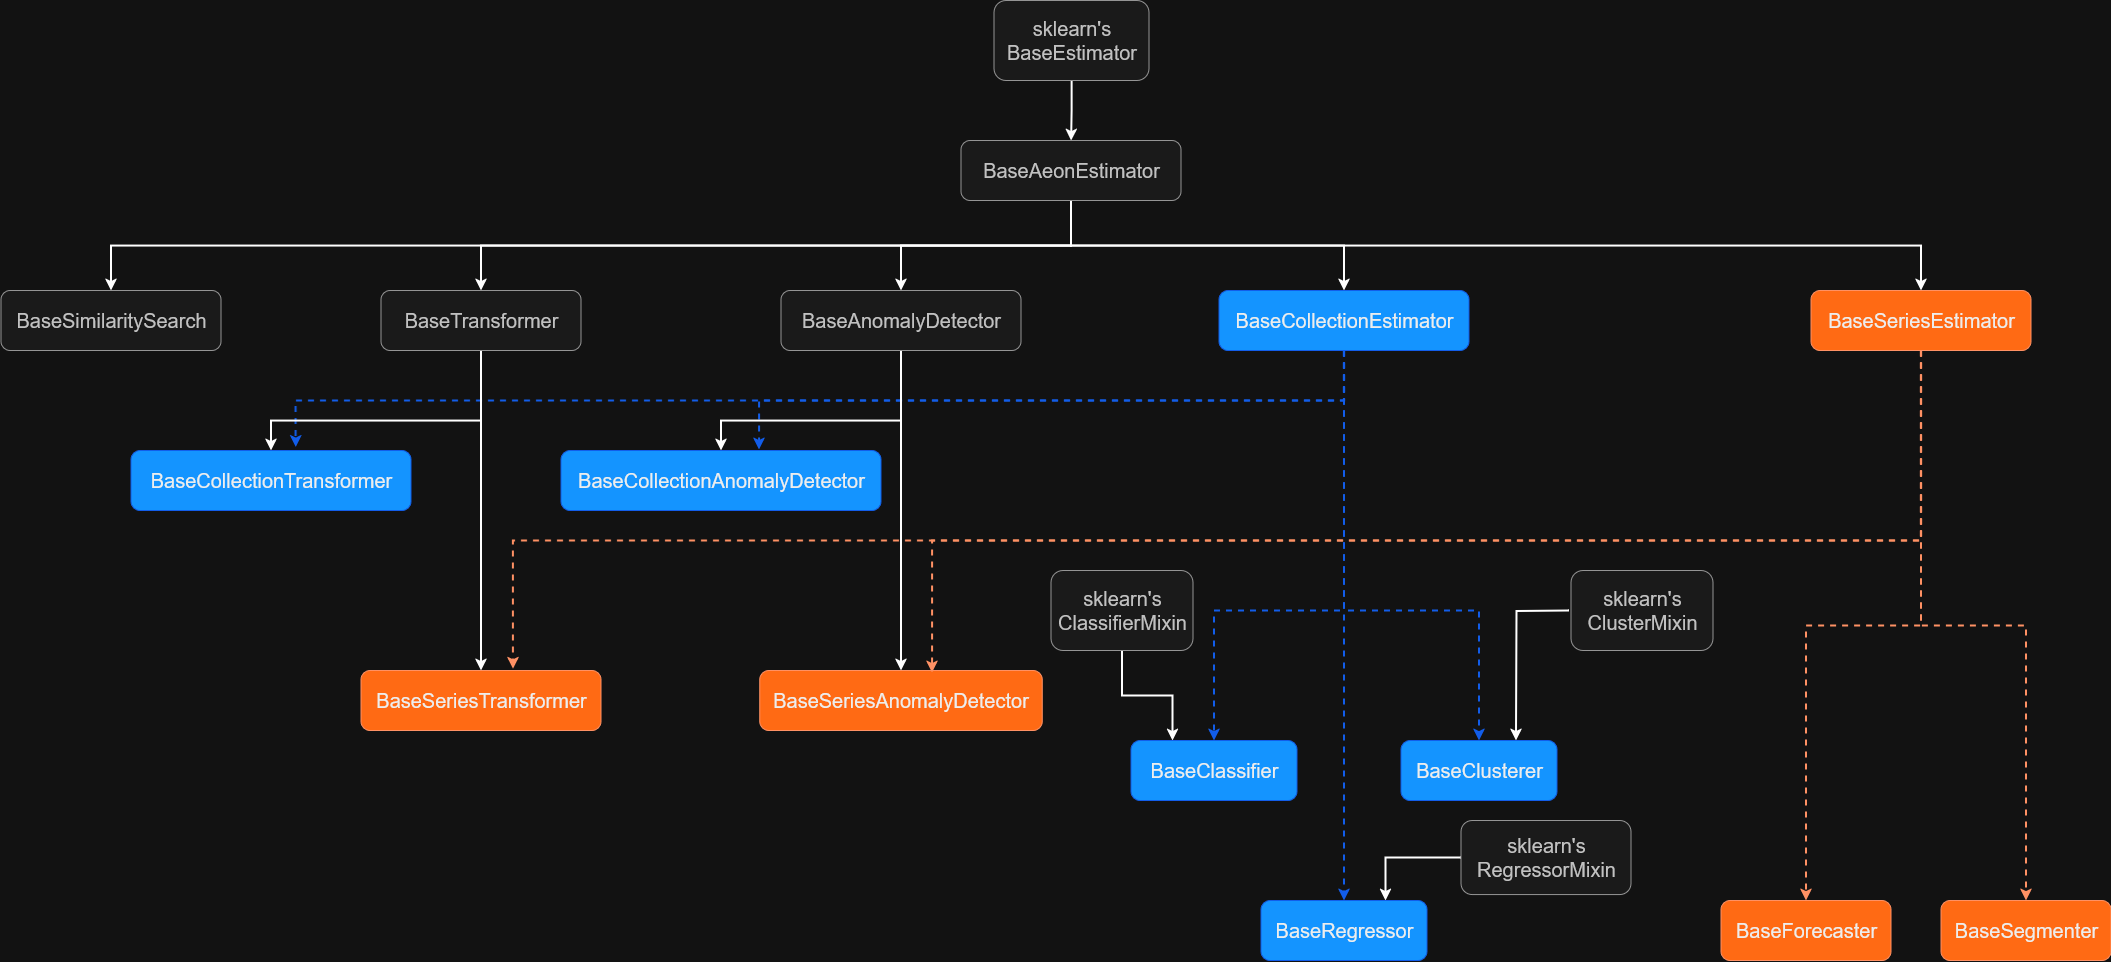 sklearn's
BaseEstimator
BaseAeonEstimator
BaseSimilaritySearch
BaseTransformer
BaseAnomalyDetector
BaseCollectionEstimator
BaseSeriesEstimator
BaseCollectionTransformer
BaseCollectionAnomalyDetector
sklearn's
ClassifierMixin
sklearn's
ClusterMixin
BaseSeriesTransformer
BaseSeriesAnomalyDetector
BaseClassifier
BaseClusterer
sklearn's
RegressorMixin
BaseRegressor
BaseForecaster
BaseSegmenter